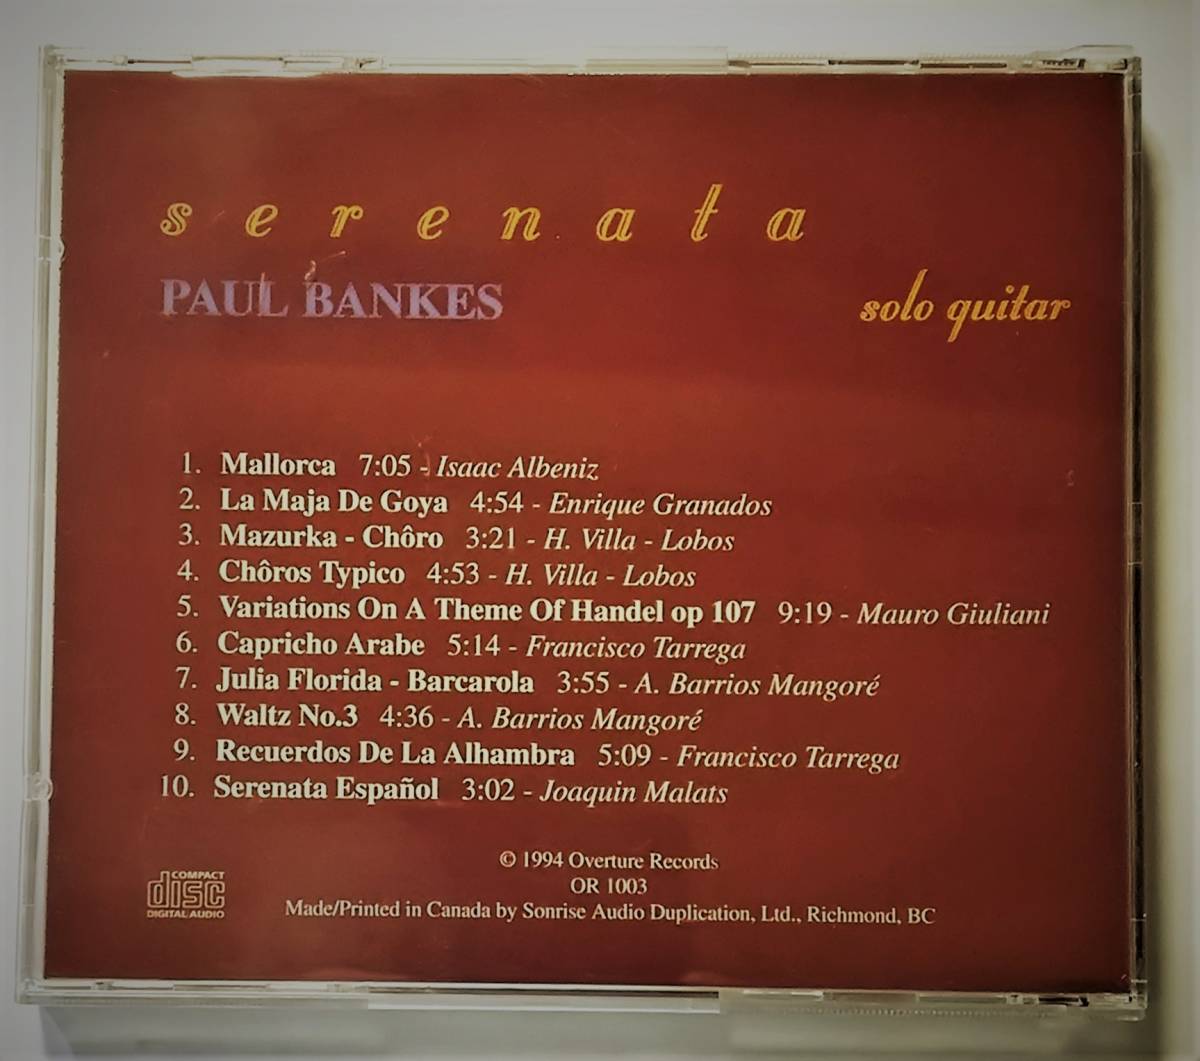 serenata
PAUL BANKES solo guitar
1. Mallorca 7:05 - Isaac Albeniz
2. La Maja De Goya 4:54 - Enrique Granados
3. Mazurka - Chôro 3:21 - H. Villa - Lobos
4. Chôros Typico 4:53 - H. Villa - Lobos
5. Variations On A Theme Of Handel op 107 9:19 - Mauro Giuliani
6. Capricho Arabe 5:14 - Francisco Tarrega
7. Julia Florida - Barcarola 3:55 - A. Barrios Mangoré
8. Waltz No.3 4:36 - A. Barrios Mangoré
9. Recuerdos De La Alhambra 5:09 - Francisco Tarrega
10. Serenata Español 3:02 - Joaquin Malats
© 1994 Overture Records
OR 1003
Made/Printed in Canada by Sonrise Audio Duplication, Ltd., Richmond, BC
COMPACT
disc
DIGITAL AUDIO